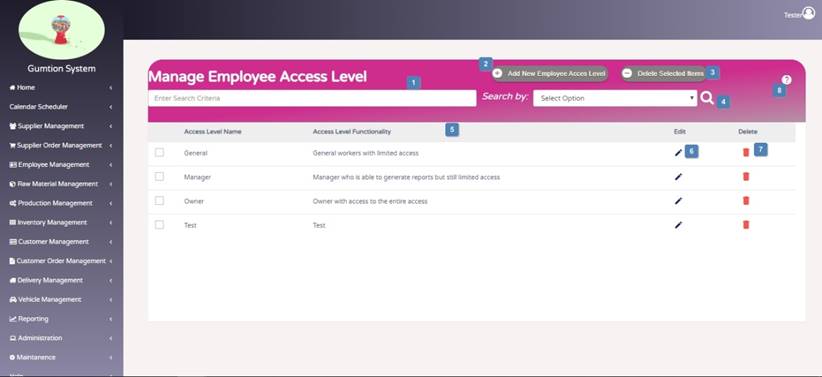 Tester
Gumtion System
Home
Calendar Scheduler
Supplier Management
Supplier Order Management
Employee Management
Raw Material Management
Production Management
Inventory Management
Customer Management
Customer Order Management
Delivery Management
Vehicle Management
Reporting
Administration
Maintanence
Help
Manage Employee Access Level
2
Add New Employee Acces Level
Delete Selected Items
3
?
8
1
Enter Search Criteria
Search by:
Select Option
4
Access Level Name Access Level Functionality 5 Edit Delete
General General workers with limited access 6 7
Manager Manager who is able to generate reports but still limited access
Owner Owner with access to the entire access
Test Test